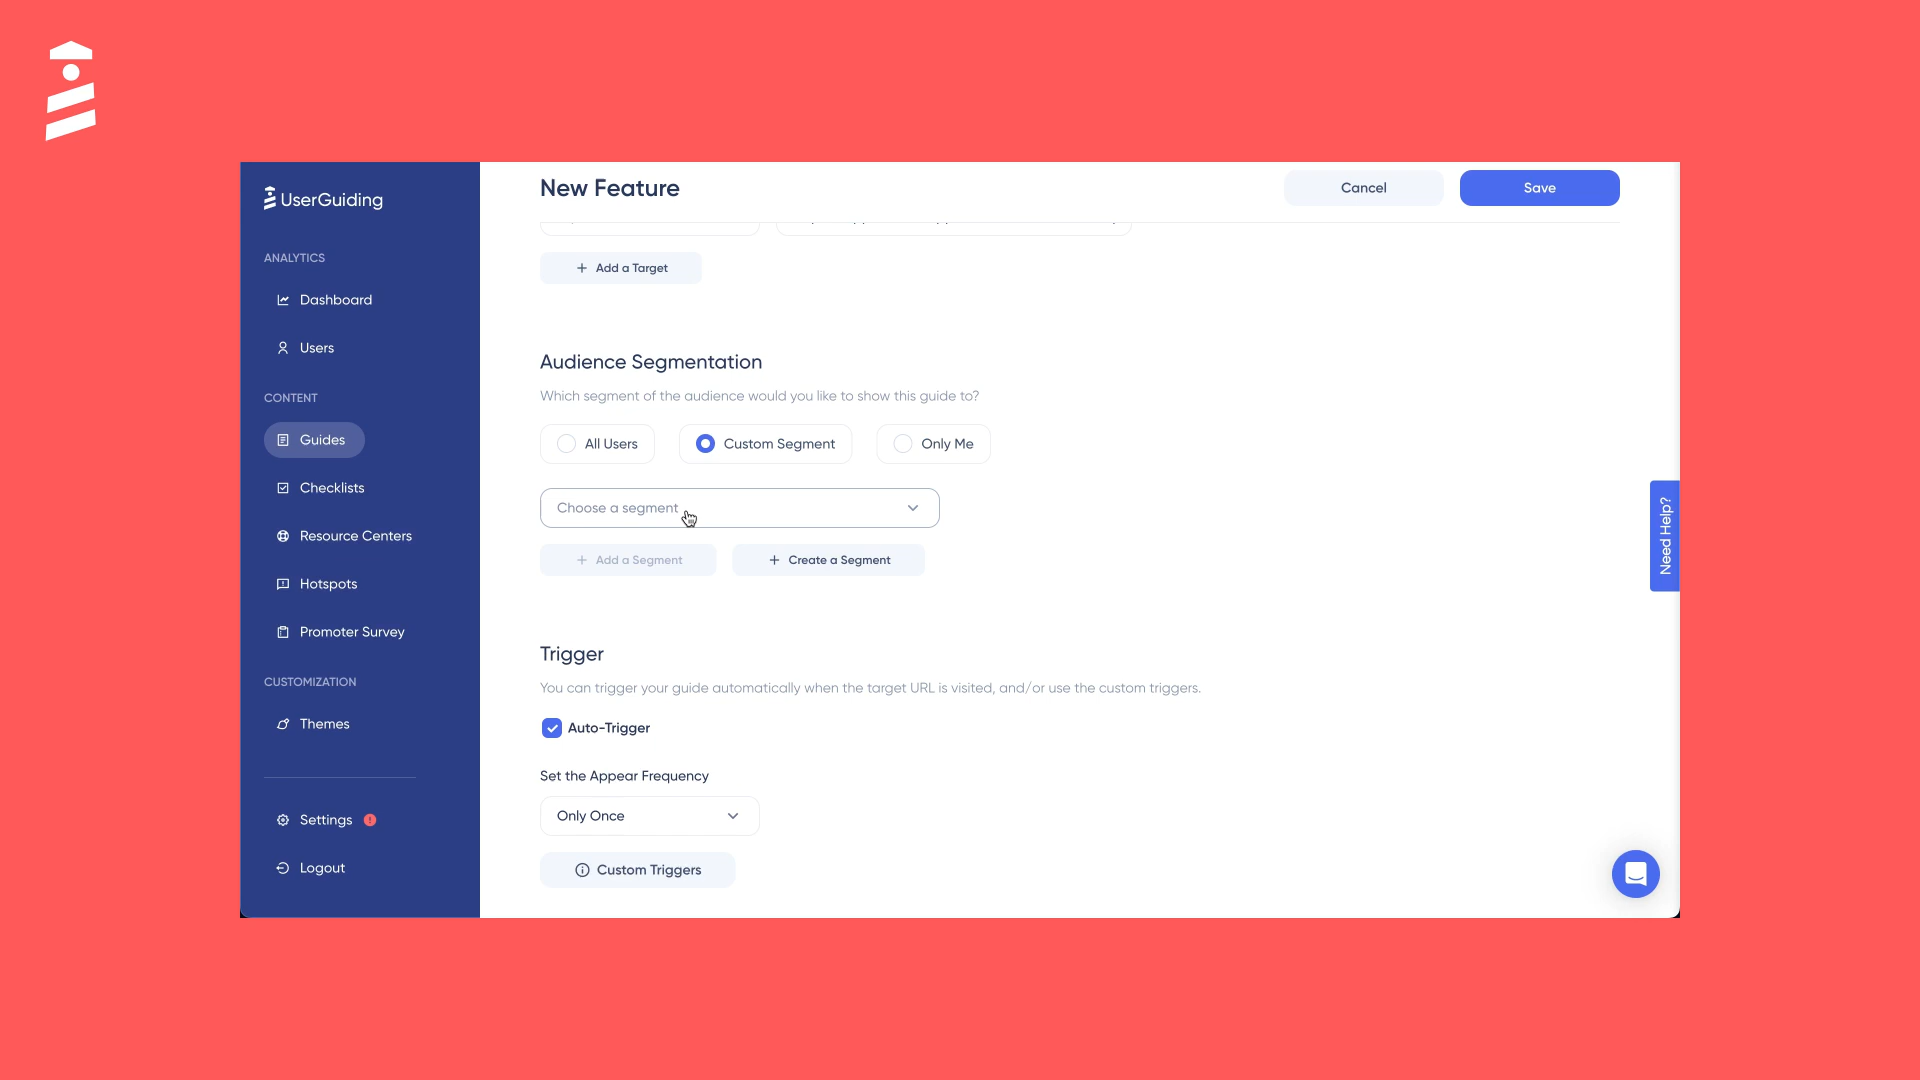 UserGuiding
New Feature
Cancel
Save
ANALYTICS
Dashboard
Users
CONTENT
Guides
Checklists
Resource Centers
Hotspots
Promoter Survey
CUSTOMIZATION
Themes
Settings
Logout
+ Add a Target
Audience Segmentation
Which segment of the audience would you like to show this guide to?
All Users
Custom Segment
Only Me
Choose a segment
+ Add a Segment
+ Create a Segment
Trigger
You can trigger your guide automatically when the target URL is visited, and/or use the custom triggers.
Auto-Trigger
Set the Appear Frequency
Only Once
Custom Triggers
Need Help?